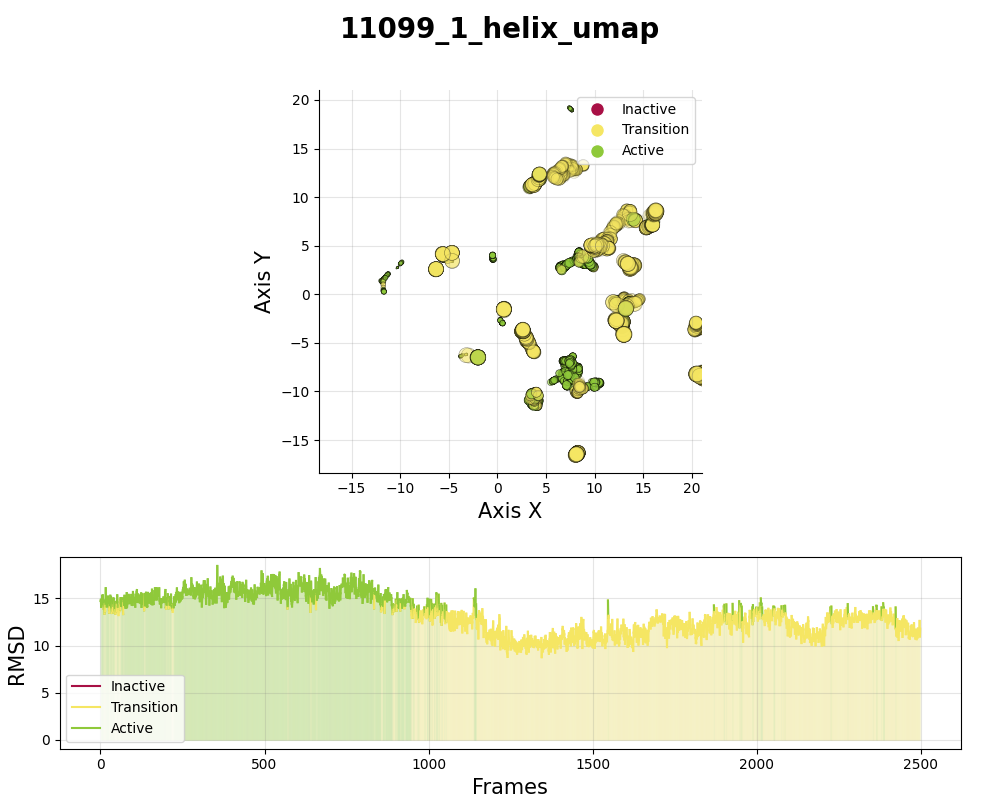 11099_1_helix_umap
20
15
10
5
0
−5
−10
−15
Axis Y
Inactive
Transition
Active
−15 −10 −5 0 5 10 15 20
Axis X
15
10
5
0
RMSD
Inactive
Transition
Active
0 500 1000 1500 2000 2500
Frames